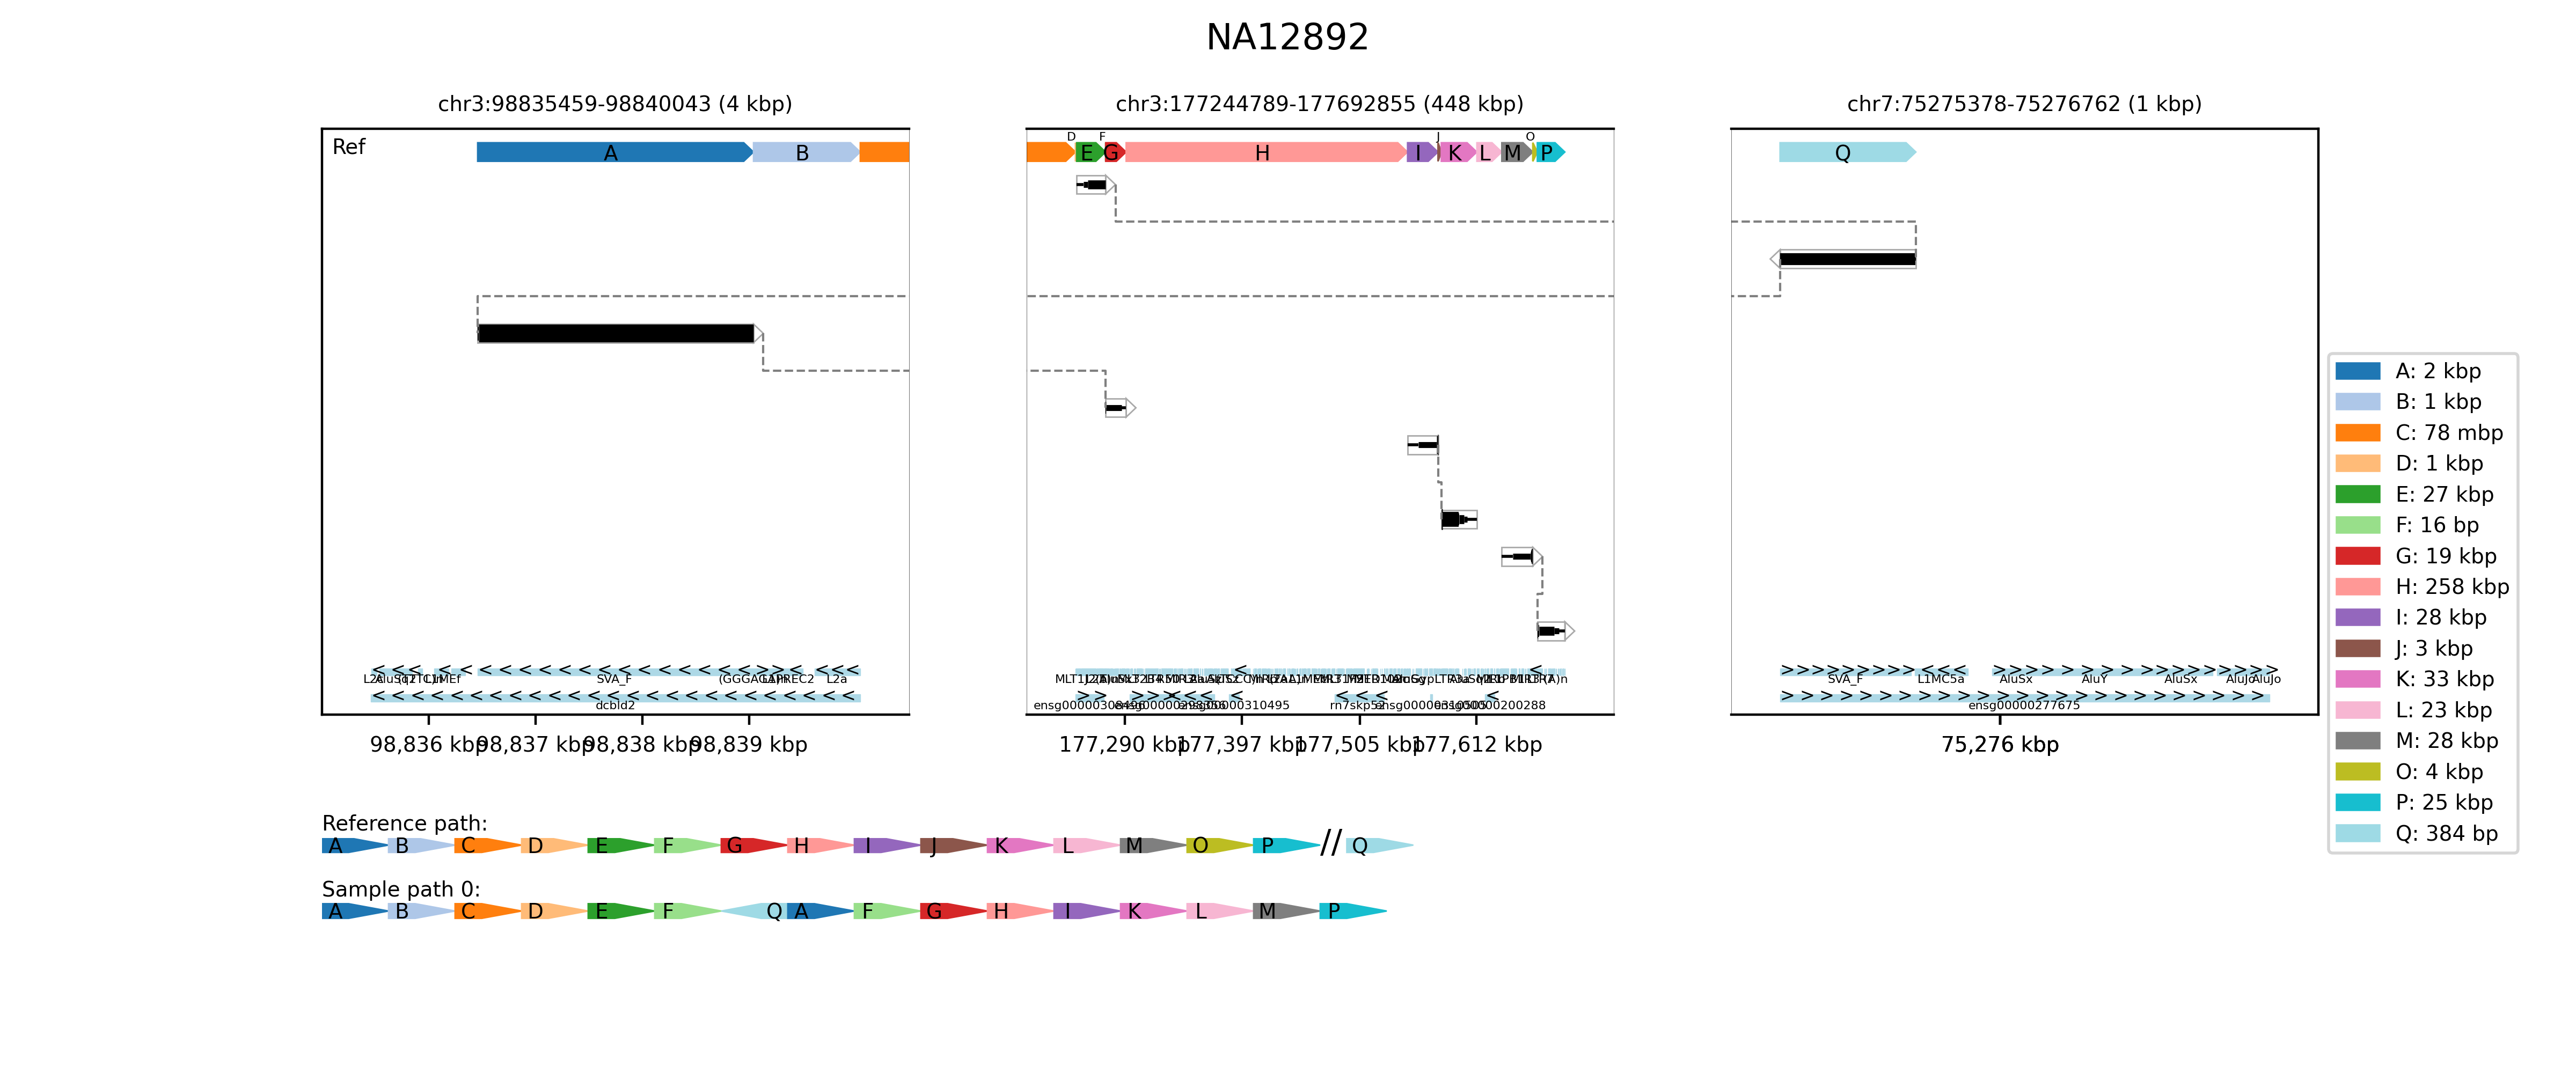 NA12892
chr3:98835459-98840043 (4 kbp)
chr3:177244789-177692855 (448 kbp)
chr7:75275378-75276762 (1 kbp)
Ref
A B
D F J O
E G H I K L M P
Q
A: 2 kbp
B: 1 kbp
C: 78 mbp
D: 1 kbp
E: 27 kbp
F: 16 bp
G: 19 kbp
H: 258 kbp
I: 28 kbp
J: 3 kbp
K: 33 kbp
L: 23 kbp
M: 28 kbp
O: 4 kbp
P: 25 kbp
Q: 384 bp
SVA_F L2a
dcbld2
rn7skp52
SVA_F L1MC5a AluSx AluY AluSx AluJo AluJo
ensg00000277675
98,836 kbp 98,837 kbp 98,838 kbp 98,839 kbp
177,290 kbp 177,397 kbp 177,505 kbp 177,612 kbp
75,276 kbp
Reference path:
A B C D E F G H I J K L M O P // Q
Sample path 0:
A B C D E F Q A F G H I K L M P